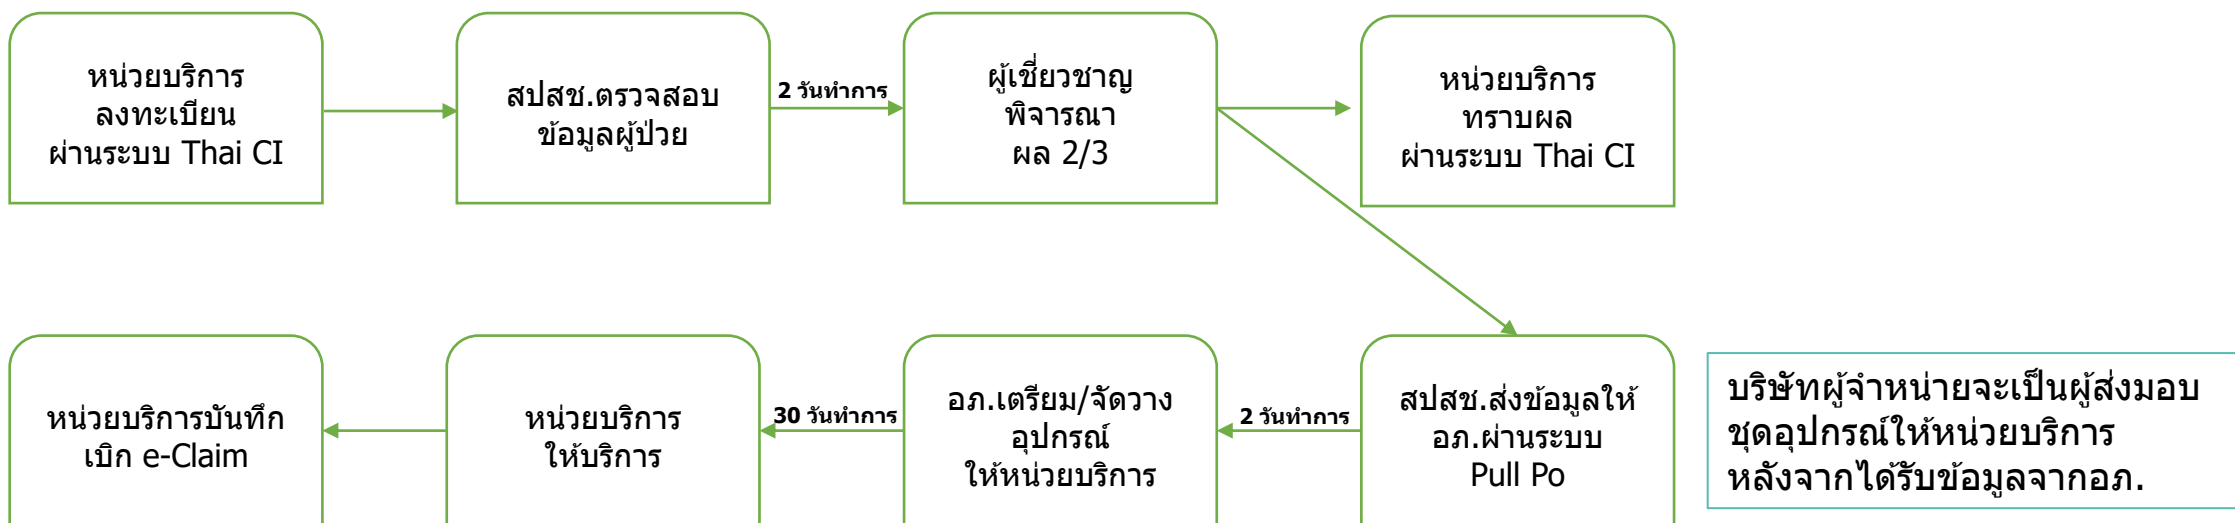 หน่วยบริการ
ลงทะเบียน
ผ่านระบบ Thai CI
สปสช.ตรวจสอบ
ข้อมูลผู้ป่วย
2 วันทำการ
ผู้เชี่ยวชาญ
พิจารณา
ผล 2/3
หน่วยบริการ
ทราบผล
ผ่านระบบ Thai CI
สปสช.ส่งข้อมูลให้
อภ.ผ่านระบบ
Pull Po
2 วันทำการ
อภ.เตรียม/จัดวาง
อุปกรณ์
ให้หน่วยบริการ
30 วันทำการ
หน่วยบริการ
ให้บริการ
หน่วยบริการบันทึก
เบิก e-Claim
บริษัทผู้จำหน่ายจะเป็นผู้ส่งมอบ
ชุดอุปกรณ์ให้หน่วยบริการ
หลังจากได้รับข้อมูลจากอภ.